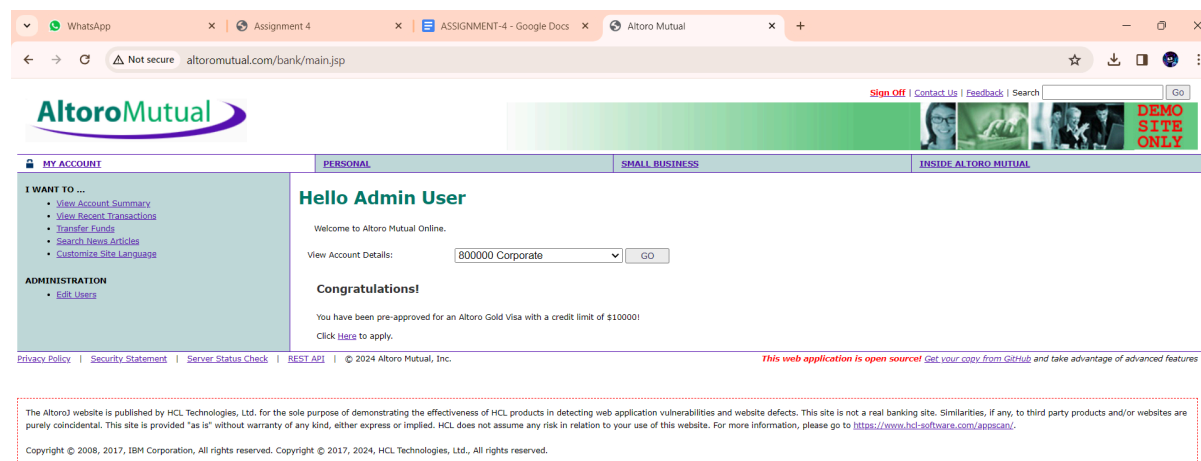 WhatsApp
Assignment 4
ASSIGNMENT-4 - Google Docs
Altoro Mutual
Not secure altoromutual.com/bank/main.jsp
Sign Off | Contact Us | Feedback | Search Go
AltoroMutual
DEMO
SITE
ONLY
MY ACCOUNT PERSONAL SMALL BUSINESS INSIDE ALTORO MUTUAL
I WANT TO ...
View Account Summary
View Recent Transactions
Transfer Funds
Search News Articles
Customize Site Language
ADMINISTRATION
Edit Users
Hello Admin User
Welcome to Altoro Mutual Online.
View Account Details: 800000 Corporate GO
Congratulations!
You have been pre-approved for an Altoro Gold Visa with a credit limit of $10000!
Click Here to apply.
Privacy Policy | Security Statement | Server Status Check | REST API | © 2024 Altoro Mutual, Inc. This web application is open source! Get your copy from GitHub and take advantage of advanced features
The AltoroJ website is published by HCL Technologies, Ltd. for the sole purpose of demonstrating the effectiveness of HCL products in detecting web application vulnerabilities and website defects. This site is not a real banking site. Similarities, if any, to third party products and/or websites are
purely coincidental. This site is provided "as is" without warranty of any kind, either express or implied. HCL does not assume any risk in relation to your use of this website. For more information, please go to https://www.hcl-software.com/appscan/.
Copyright © 2008, 2017, IBM Corporation, All rights reserved. Copyright © 2017, 2024, HCL Technologies, Ltd., All rights reserved.